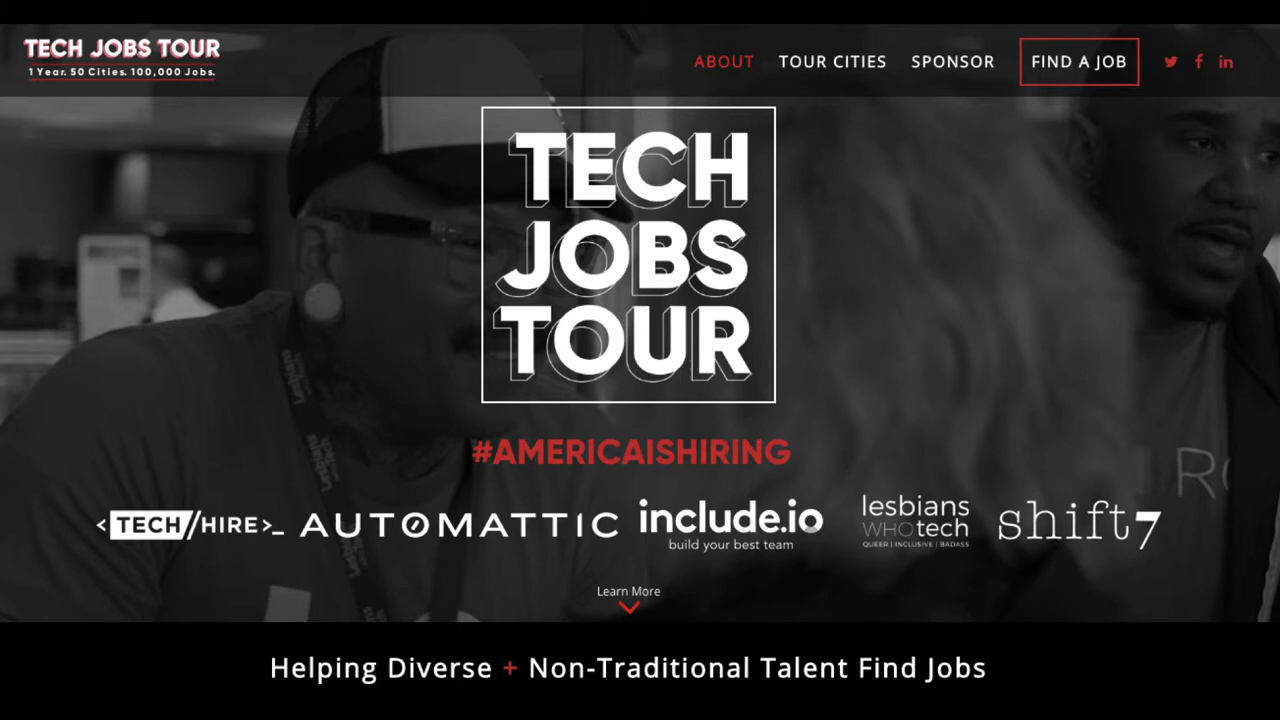 TECH JOBS TOUR
1 Year. 50 Cities. 100,000 Jobs.
ABOUT TOUR CITIES SPONSOR FIND A JOB
TECH
JOBS
TOUR
#AMERICAISHIRING
<TECH/HIRE>_ AUTOMATTIC include.io lesbians WHOtech shift7
build your best team QUEER | INCLUSIVE | BADASS
Learn More
Helping Diverse + Non-Traditional Talent Find Jobs